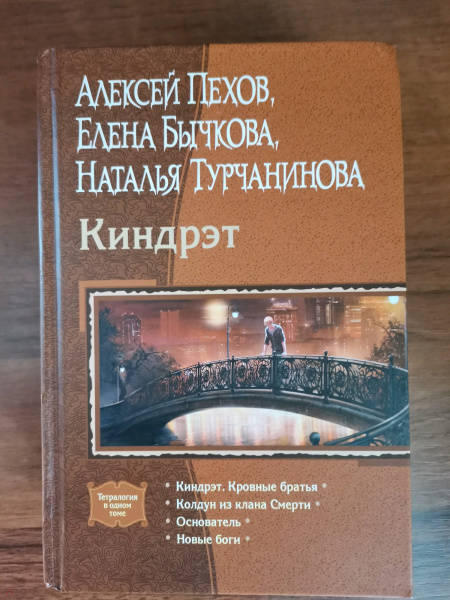 Алексей Пехов,
Елена Бычкова,
Наталья Турчанинова
Киндрэт
Тетралогия
в одном
томе
• Киндрэт. Кровные братья •
• Колдун из клана Смерти •
• Основатель •
• Новые боги •